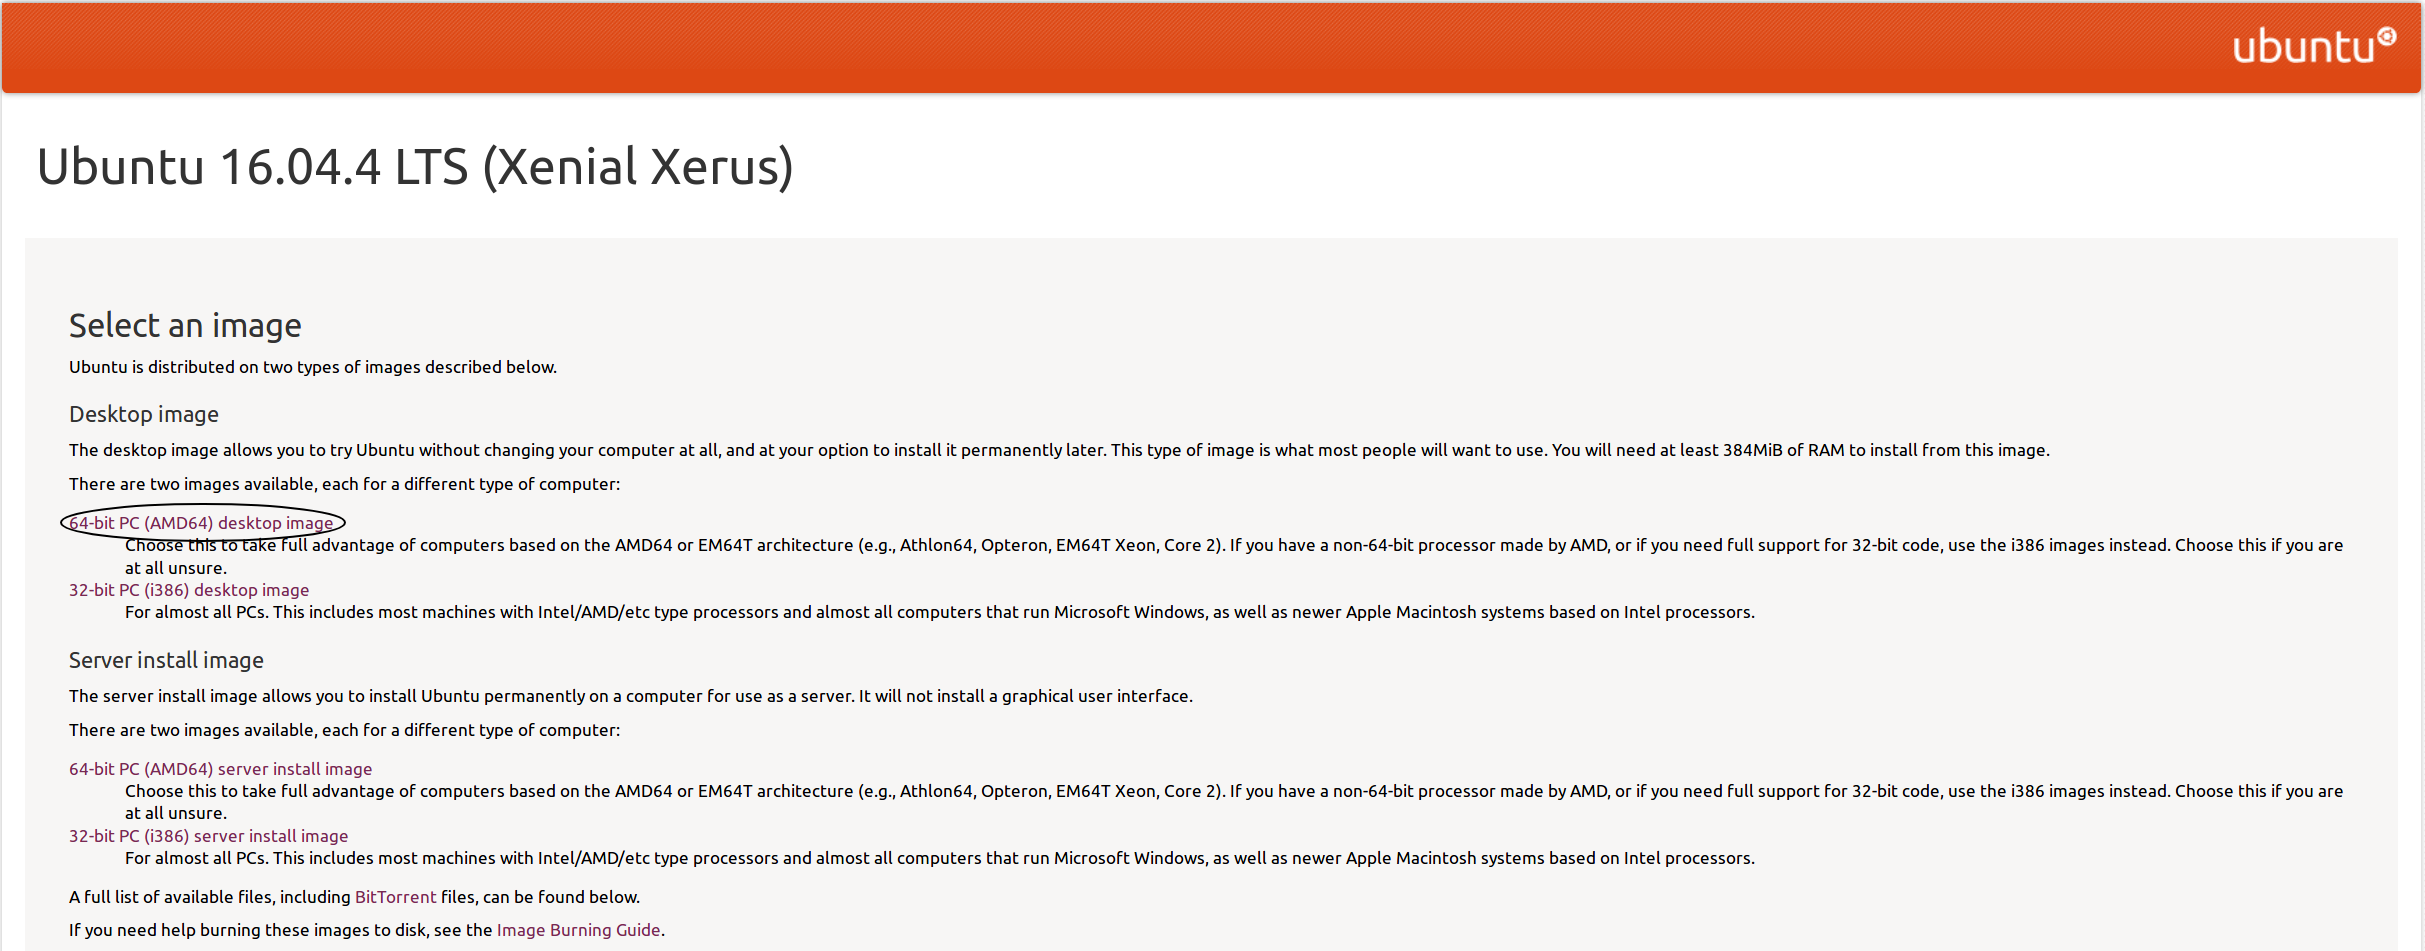 ubuntu
Ubuntu 16.04.4 LTS (Xenial Xerus)
Select an image
Ubuntu is distributed on two types of images described below.
Desktop image
The desktop image allows you to try Ubuntu without changing your computer at all, and at your option to install it permanently later. This type of image is what most people will want to use. You will need at least 384MiB of RAM to install from this image.
There are two images available, each for a different type of computer:
64-bit PC (AMD64) desktop image
Choose this to take full advantage of computers based on the AMD64 or EM64T architecture (e.g., Athlon64, Opteron, EM64T Xeon, Core 2). If you have a non-64-bit processor made by AMD, or if you need full support for 32-bit code, use the i386 images instead. Choose this if you are
at all unsure.
32-bit PC (i386) desktop image
For almost all PCs. This includes most machines with Intel/AMD/etc type processors and almost all computers that run Microsoft Windows, as well as newer Apple Macintosh systems based on Intel processors.
Server install image
The server install image allows you to install Ubuntu permanently on a computer for use as a server. It will not install a graphical user interface.
There are two images available, each for a different type of computer:
64-bit PC (AMD64) server install image
Choose this to take full advantage of computers based on the AMD64 or EM64T architecture (e.g., Athlon64, Opteron, EM64T Xeon, Core 2). If you have a non-64-bit processor made by AMD, or if you need full support for 32-bit code, use the i386 images instead. Choose this if you are
at all unsure.
32-bit PC (i386) server install image
For almost all PCs. This includes most machines with Intel/AMD/etc type processors and almost all computers that run Microsoft Windows, as well as newer Apple Macintosh systems based on Intel processors.
A full list of available files, including BitTorrent files, can be found below.
If you need help burning these images to disk, see the Image Burning Guide.